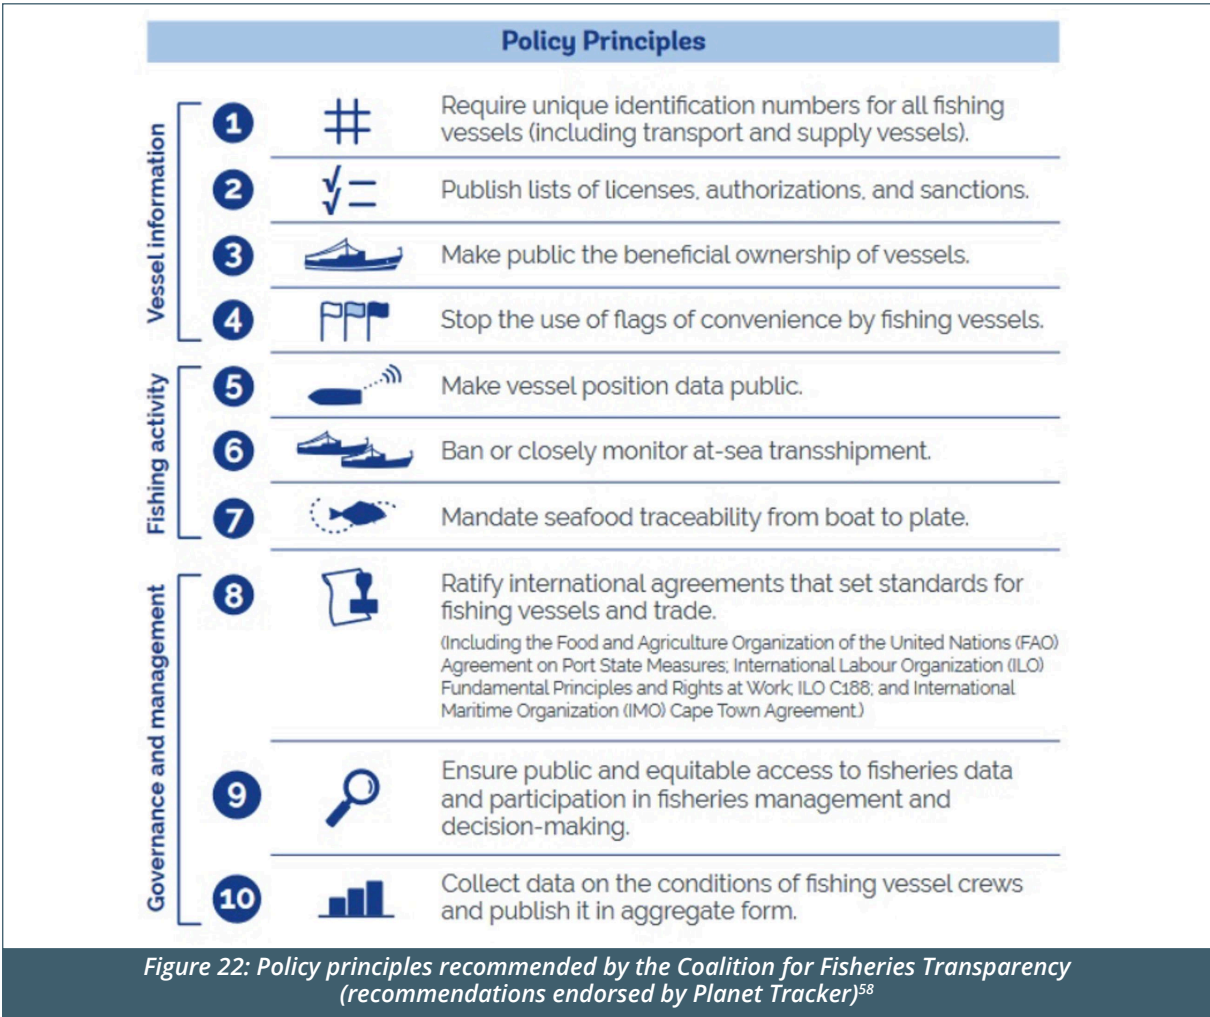 Policy Principles
Vessel information
1
Require unique identification numbers for all fishing
vessels (including transport and supply vessels).
2
Publish lists of licenses, authorizations, and sanctions.
3
Make public the beneficial ownership of vessels.
4
Stop the use of flags of convenience by fishing vessels.
Fishing activity
5
Make vessel position data public.
6
Ban or closely monitor at-sea transshipment.
7
Mandate seafood traceability from boat to plate.
Governance and management
8
Ratify international agreements that set standards for
fishing vessels and trade.
(Including the Food and Agriculture Organization of the United Nations (FAO)
Agreement on Port State Measures; International Labour Organization (ILO)
Fundamental Principles and Rights at Work; ILO C188; and International
Maritime Organization (IMO) Cape Town Agreement.)
9
Ensure public and equitable access to fisheries data
and participation in fisheries management and
decision-making.
10
Collect data on the conditions of fishing vessel crews
and publish it in aggregate form.
Figure 22: Policy principles recommended by the Coalition for Fisheries Transparency
(recommendations endorsed by Planet Tracker)⁵⁸